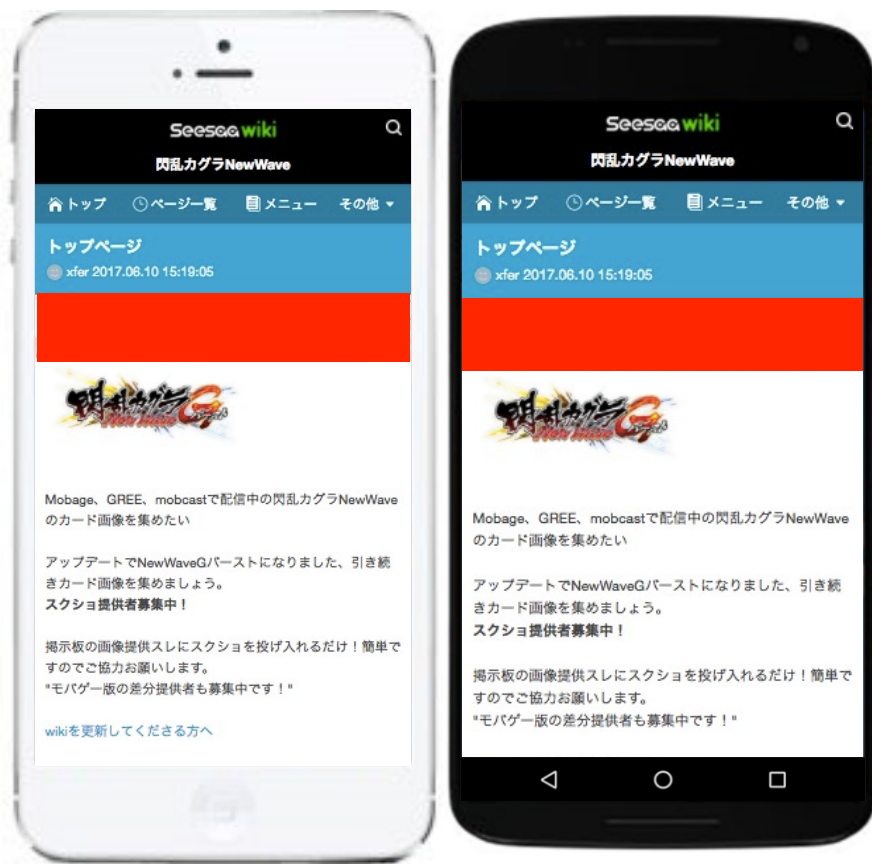 Seesaa wiki
閃乱カグラNewWave
トップ ページ一覧 メニュー その他
トップページ
xfer 2017.06.10 15:19:05
閃乱カグラG
New Wave
Mobage、GREE、mobcastで配信中の閃乱カグラNewWave
のカード画像を集めたい
アップデートでNewWaveGバーストになりました、引き続
きカード画像を集めましょう。
スクショ提供者募集中！
掲示板の画像提供スレにスクショを投げ入れるだけ！簡単で
すのでご協力お願いします。
"モバゲー版の差分提供者も募集中です！"
wikiを更新してくださる方へ
Seesaa wiki
閃乱カグラNewWave
トップ ページ一覧 メニュー その他
トップページ
xfer 2017.06.10 15:19:05
閃乱カグラG
New Wave
Mobage、GREE、mobcastで配信中の閃乱カグラNewWave
のカード画像を集めたい
アップデートでNewWaveGバーストになりました、引き続
きカード画像を集めましょう。
スクショ提供者募集中！
掲示板の画像提供スレにスクショを投げ入れるだけ！簡単で
すのでご協力お願いします。
"モバゲー版の差分提供者も募集中です！"